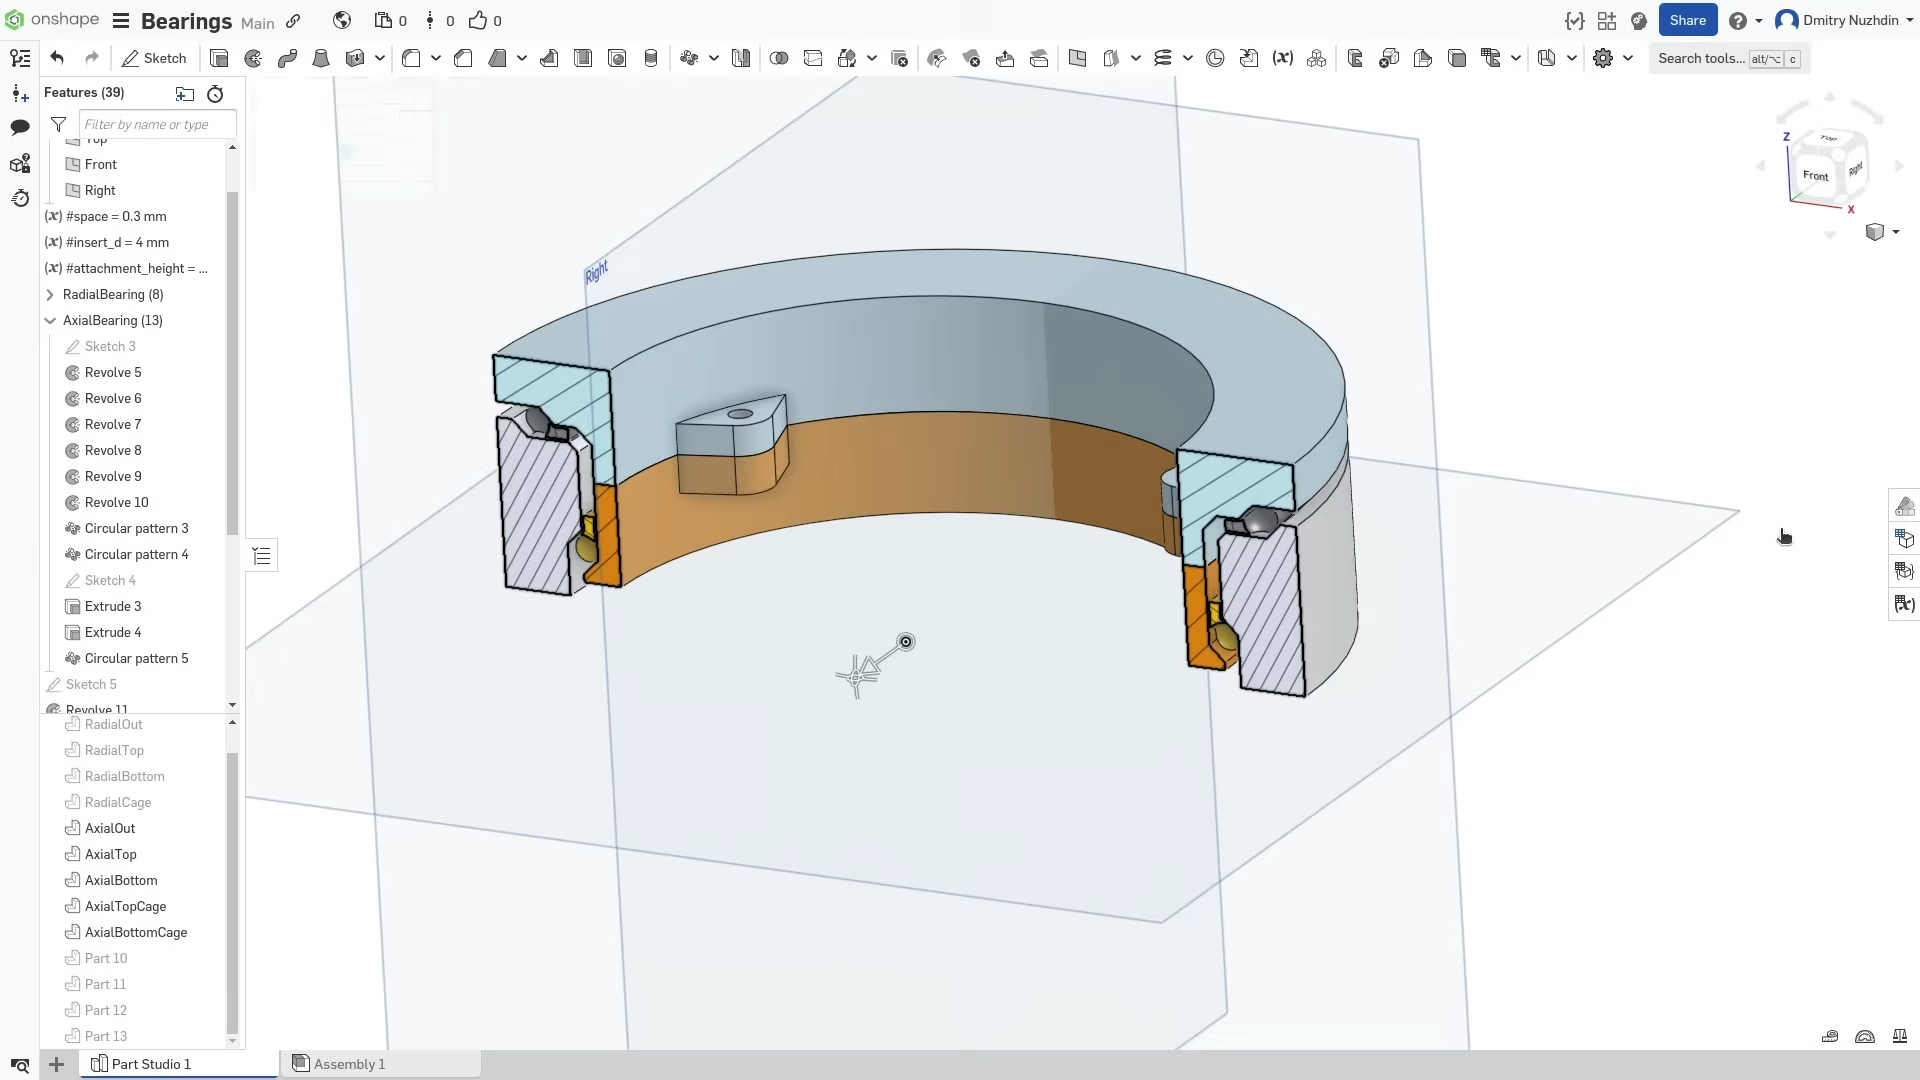 onshape
Bearings Main
0
0
0
Share
Dmitry Nuzhdin
Sketch
Search tools... alt/⌥ c
Features (39)
Filter by name or type
Top
Front
Right
(x) #space = 0.3 mm
(x) #insert_d = 4 mm
(x) #attachment_height = ...
RadialBearing (8)
AxialBearing (13)
Sketch 3
Revolve 5
Revolve 6
Revolve 7
Revolve 8
Revolve 9
Revolve 10
Circular pattern 3
Circular pattern 4
Sketch 4
Extrude 3
Extrude 4
Circular pattern 5
Sketch 5
Revolve 11
RadialOut
RadialTop
RadialBottom
RadialCage
AxialOut
AxialTop
AxialBottom
AxialTopCage
AxialBottomCage
Part 10
Part 11
Part 12
Part 13
Right
Z
Top
Front
Right
X
(x)
(x)
Part Studio 1
Assembly 1